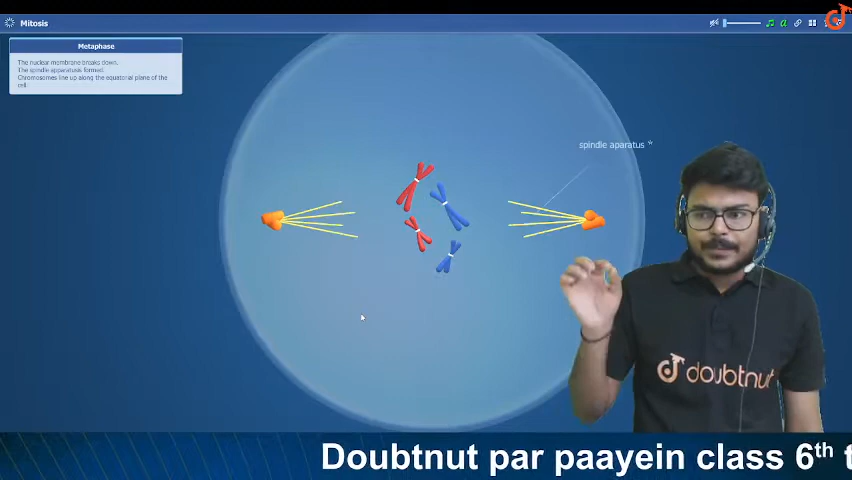 Mitosis
Metaphase
The nuclear membrane breaks down.
The spindle apparatusis formed.
Chromosomes line up along the equatorial plane of the
cell.
spindle aparatus *
doubtnut
Doubtnut par paayein class 6th t